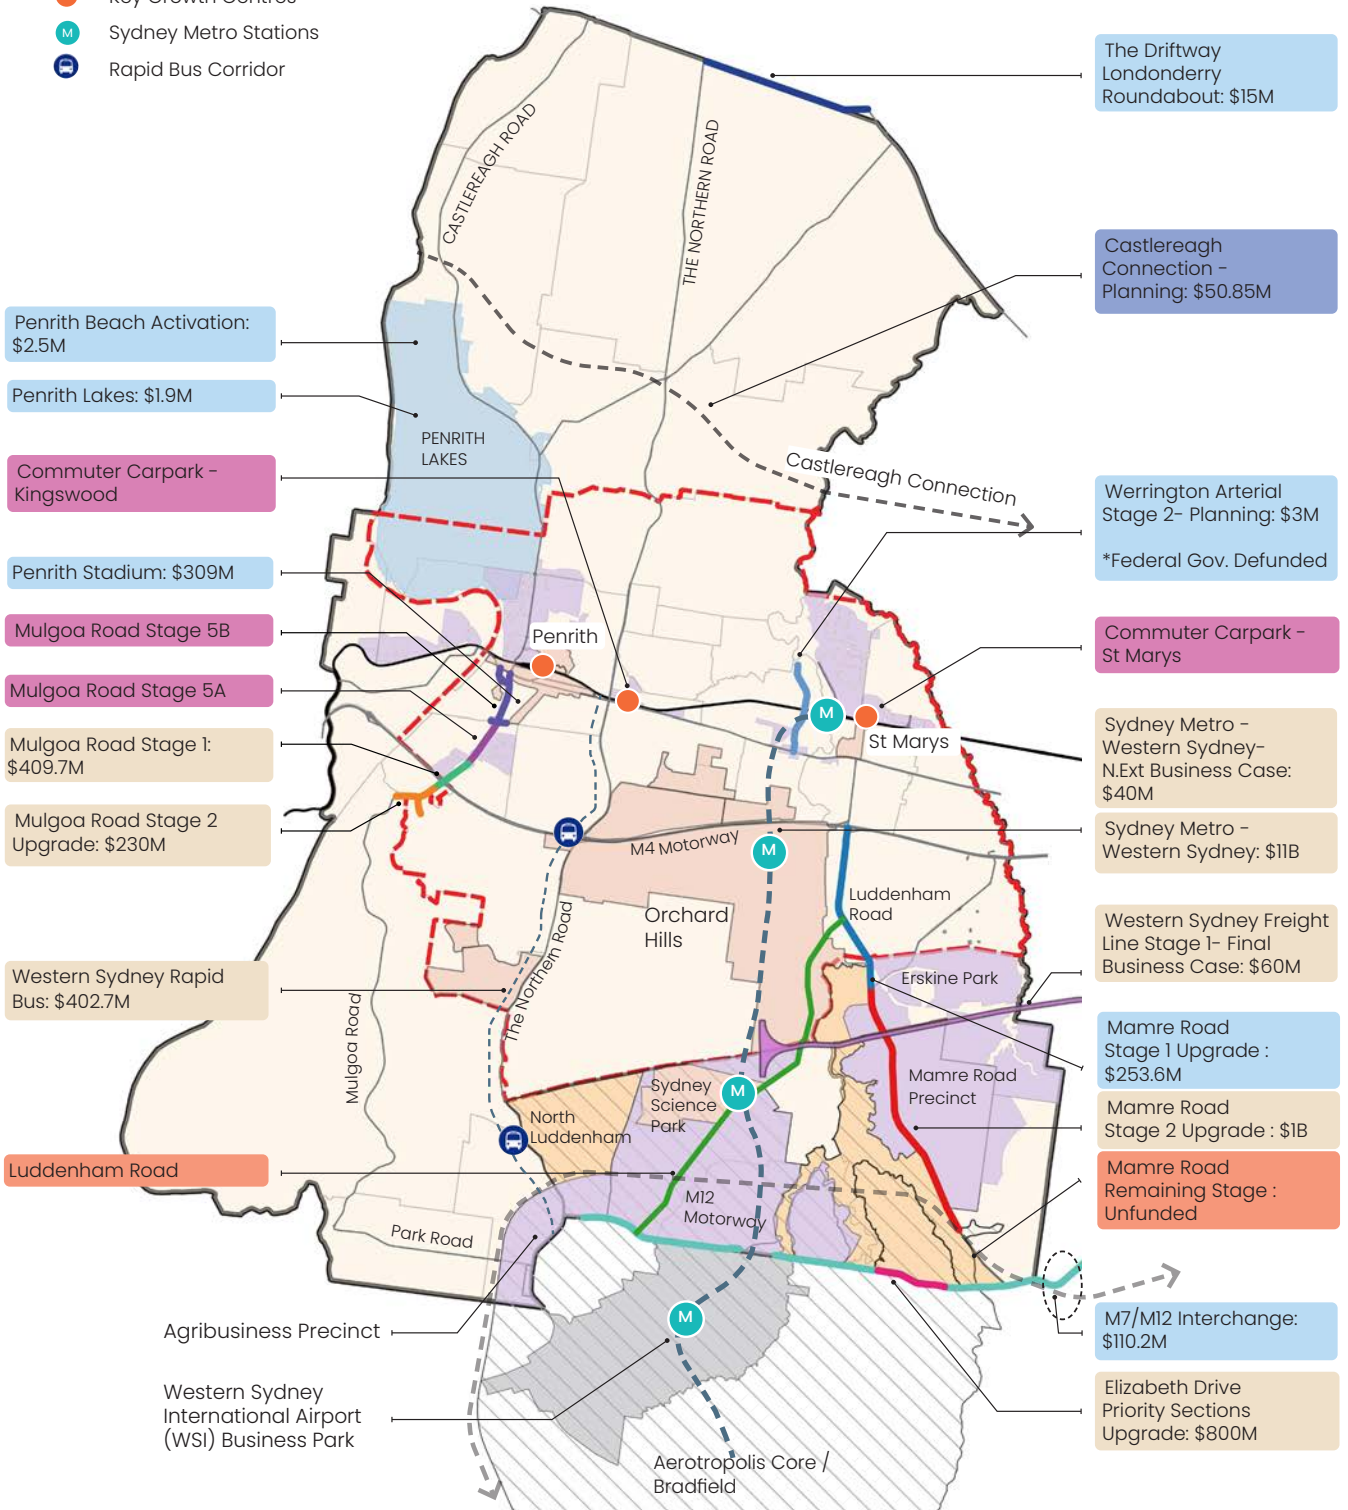 Key Growth Centres
Sydney Metro Stations
Rapid Bus Corridor
The Driftway
Londonderry
Roundabout: $15M
Castlereagh
Connection -
Planning: $50.85M
Penrith Beach Activation:
$2.5M
Penrith Lakes: $1.9M
Commuter Carpark -
Kingswood
Penrith Stadium: $309M
Mulgoa Road Stage 5B
Mulgoa Road Stage 5A
Mulgoa Road Stage 1:
$409.7M
Mulgoa Road Stage 2
Upgrade: $230M
Western Sydney Rapid
Bus: $402.7M
Luddenham Road
Agribusiness Precinct
Western Sydney
International Airport
(WSI) Business Park
Werrington Arterial
Stage 2- Planning: $3M
*Federal Gov. Defunded
Commuter Carpark -
St Marys
Sydney Metro -
Western Sydney-
N.Ext Business Case:
$40M
Sydney Metro -
Western Sydney: $11B
Western Sydney Freight
Line Stage 1- Final
Business Case: $60M
Mamre Road
Stage 1 Upgrade :
$253.6M
Mamre Road
Stage 2 Upgrade : $1B
Mamre Road
Remaining Stage :
Unfunded
M7/M12 Interchange:
$110.2M
Elizabeth Drive
Priority Sections
Upgrade: $800M
CASTLEREAGH ROAD
THE NORTHERN ROAD
PENRITH
LAKES
Castlereagh Connection
Penrith
M
St Marys
M4 Motorway
M
Luddenham
Road
Orchard
Hills
The Northern Road
Mulgoa Road
Erskine Park
Mamre Road
Precinct
Sydney
Science
Park
M
North
Luddenham
M12
Motorway
Park Road
M
Aerotropolis Core /
Bradfield
M